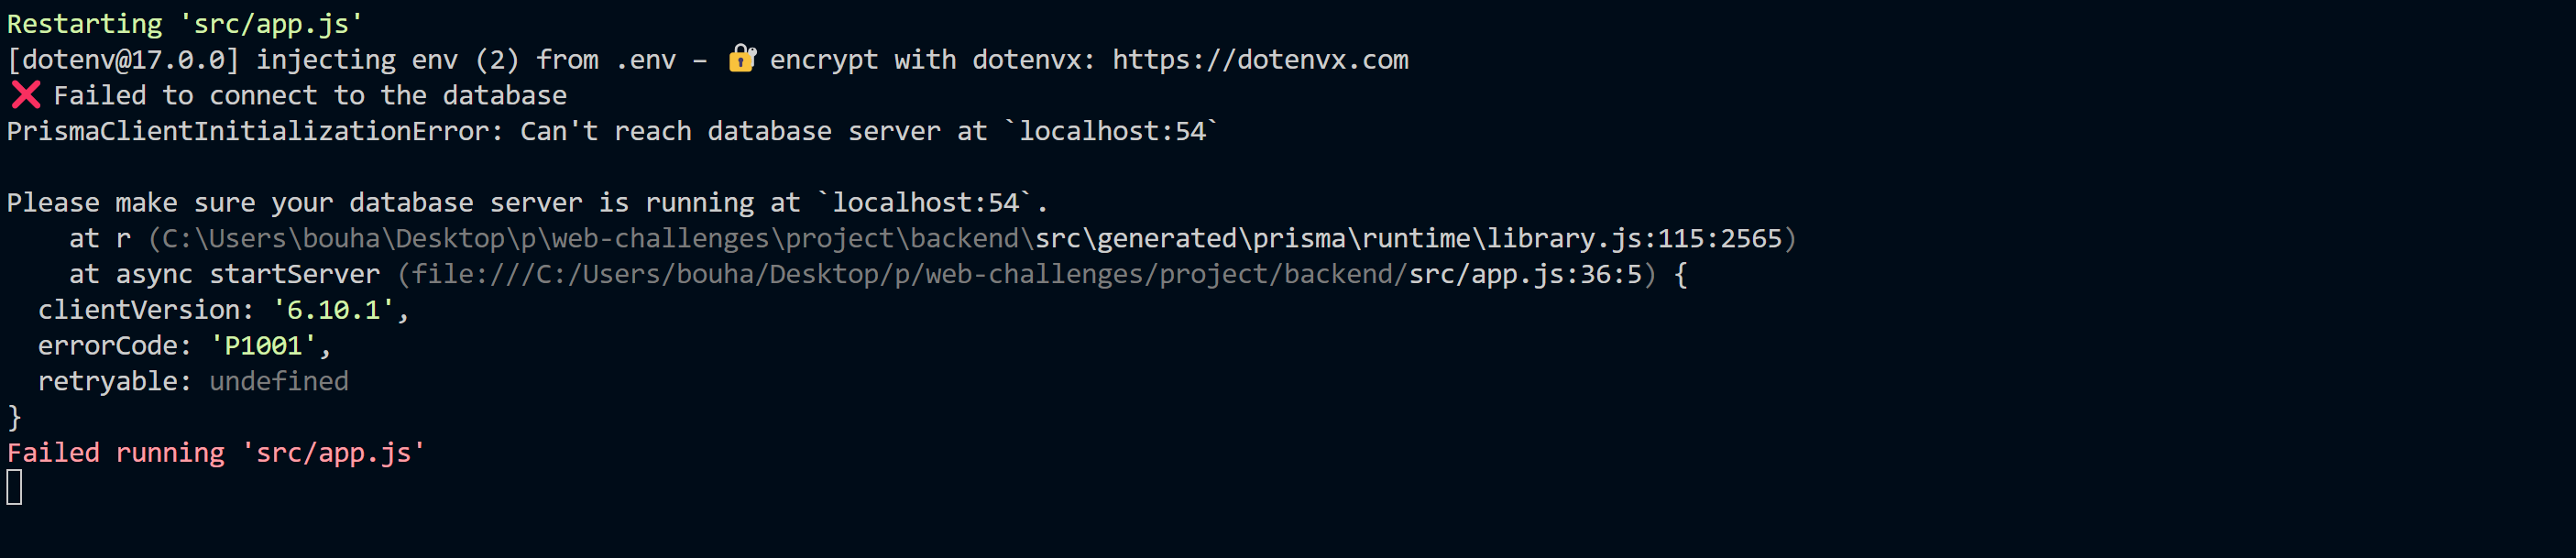 Restarting 'src/app.js'
[dotenv@17.0.0] injecting env (2) from .env – 🔐 encrypt with dotenvx: https://dotenvx.com
❌ Failed to connect to the database
PrismaClientInitializationError: Can't reach database server at `localhost:54`
Please make sure your database server is running at `localhost:54`.
at r (C:\Users\bouha\Desktop\p\web-challenges\project\backend\src\generated\prisma\runtime\library.js:115:2565)
at async startServer (file:///C:/Users/bouha/Desktop/p/web-challenges/project/backend/src/app.js:36:5) {
clientVersion: '6.10.1',
errorCode: 'P1001',
retryable: undefined
}
Failed running 'src/app.js'